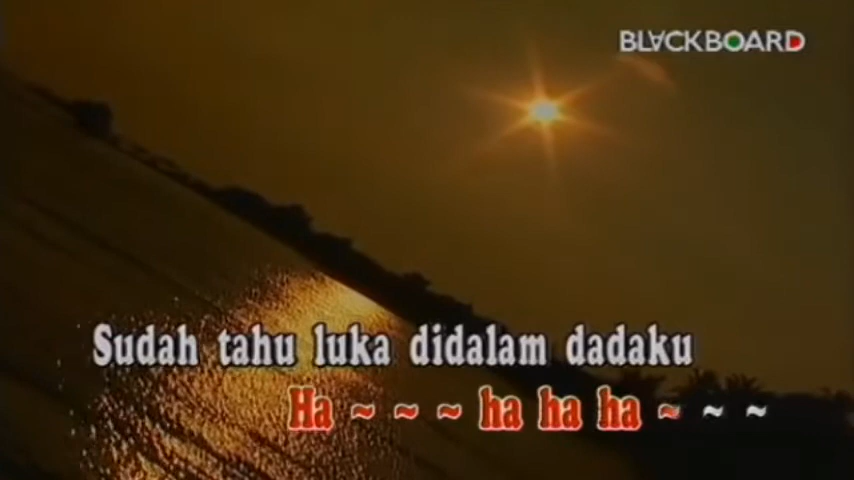 BLACKBOARD
Sudah tahu luka didalam dadaku
Ha ~ ~ ~ ha ha ha ~ ~ ~